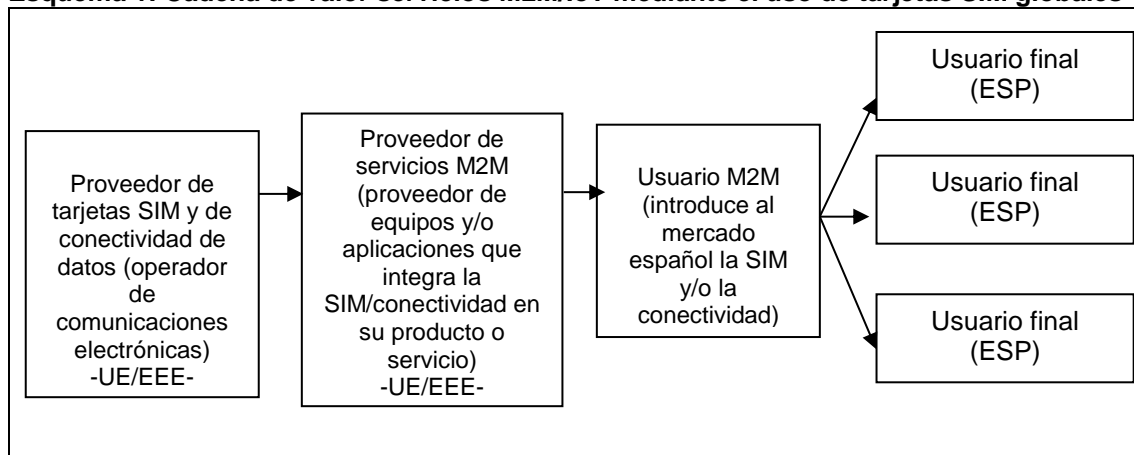 Esquema 1. Cadena de valor servicios M2M/IoT mediante el uso de tarjetas SIM globales
Proveedor de
tarjetas SIM y de
conectividad de
datos (operador
de
comunicaciones
electrónicas)
-UE/EEE-
Proveedor de
servicios M2M
(proveedor de
equipos y/o
aplicaciones que
integra la
SIM/conectividad en
su producto o
servicio)
-UE/EEE-
Usuario M2M
(introduce al
mercado
español la SIM
y/o la
conectividad)
Usuario final
(ESP)
Usuario final
(ESP)
Usuario final
(ESP)